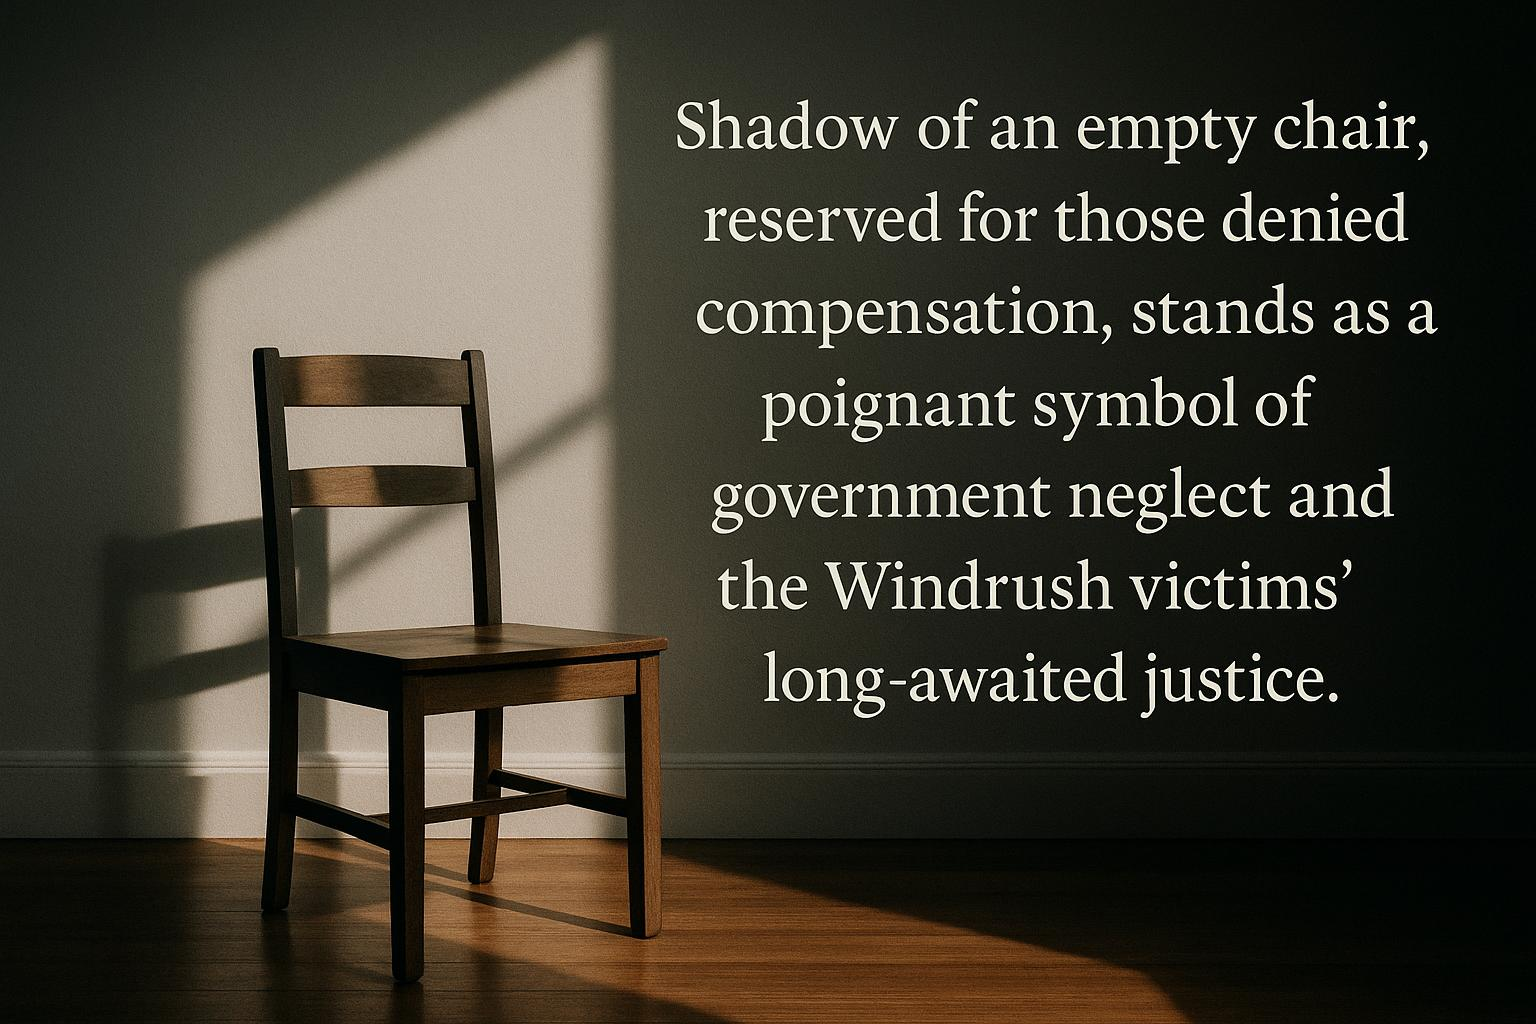 Shadow of an empty chair,
reserved for those denied
compensation, stands as a
poignant symbol of
government neglect and
the Windrush victims’
long-awaited justice.